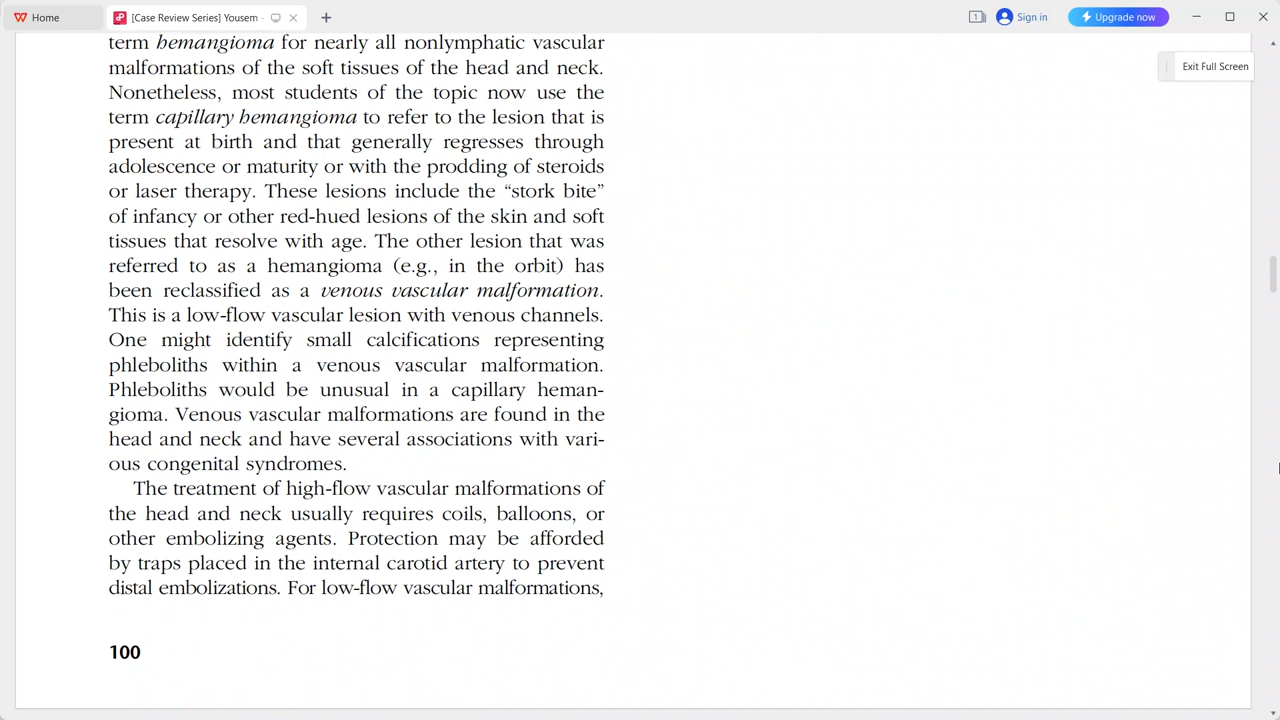 Home
[Case Review Series] Yousem -
1
Sign in
Upgrade now
Exit Full Screen
term hemangioma for nearly all nonlymphatic vascular
malformations of the soft tissues of the head and neck.
Nonetheless, most students of the topic now use the
term capillary hemangioma to refer to the lesion that is
present at birth and that generally regresses through
adolescence or maturity or with the prodding of steroids
or laser therapy. These lesions include the “stork bite”
of infancy or other red-hued lesions of the skin and soft
tissues that resolve with age. The other lesion that was
referred to as a hemangioma (e.g., in the orbit) has
been reclassified as a venous vascular malformation.
This is a low-flow vascular lesion with venous channels.
One might identify small calcifications representing
phleboliths within a venous vascular malformation.
Phleboliths would be unusual in a capillary heman-
gioma. Venous vascular malformations are found in the
head and neck and have several associations with vari-
ous congenital syndromes.
The treatment of high-flow vascular malformations of
the head and neck usually requires coils, balloons, or
other embolizing agents. Protection may be afforded
by traps placed in the internal carotid artery to prevent
distal embolizations. For low-flow vascular malformations,
100